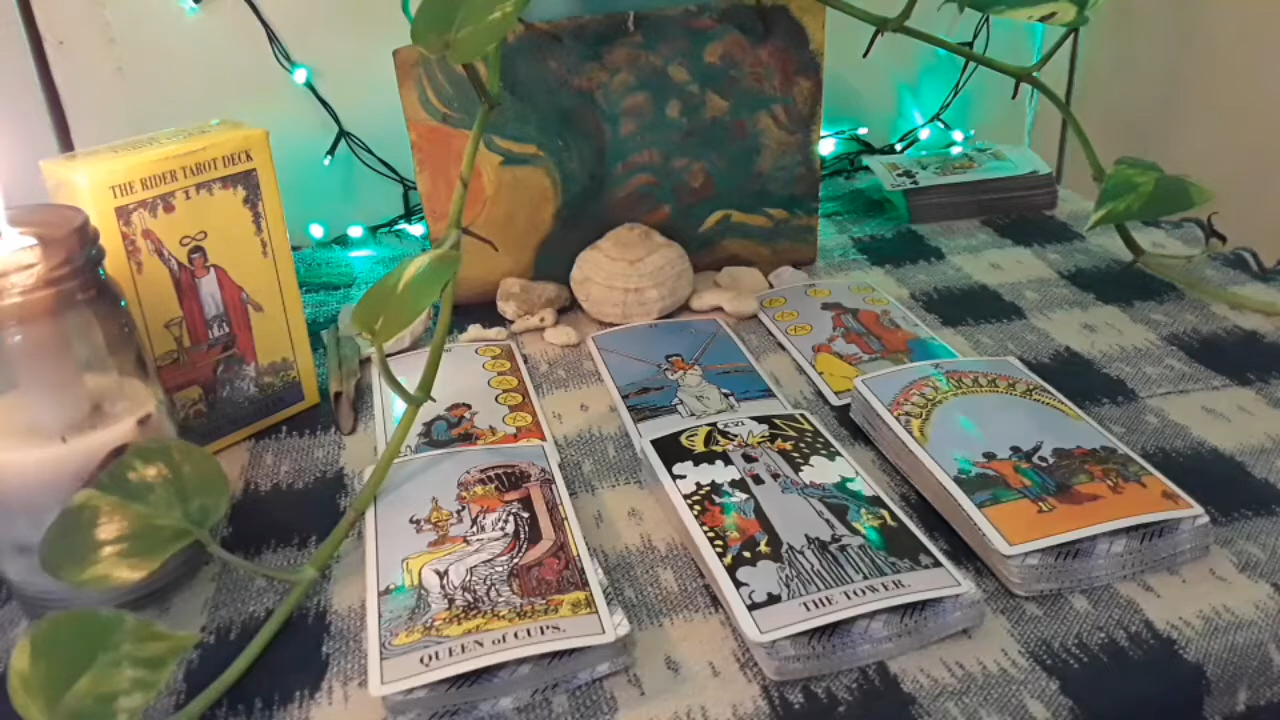 THE RIDER TAROT DECK
I
X
XVI
QUEEN of CUPS.
THE TOWER.